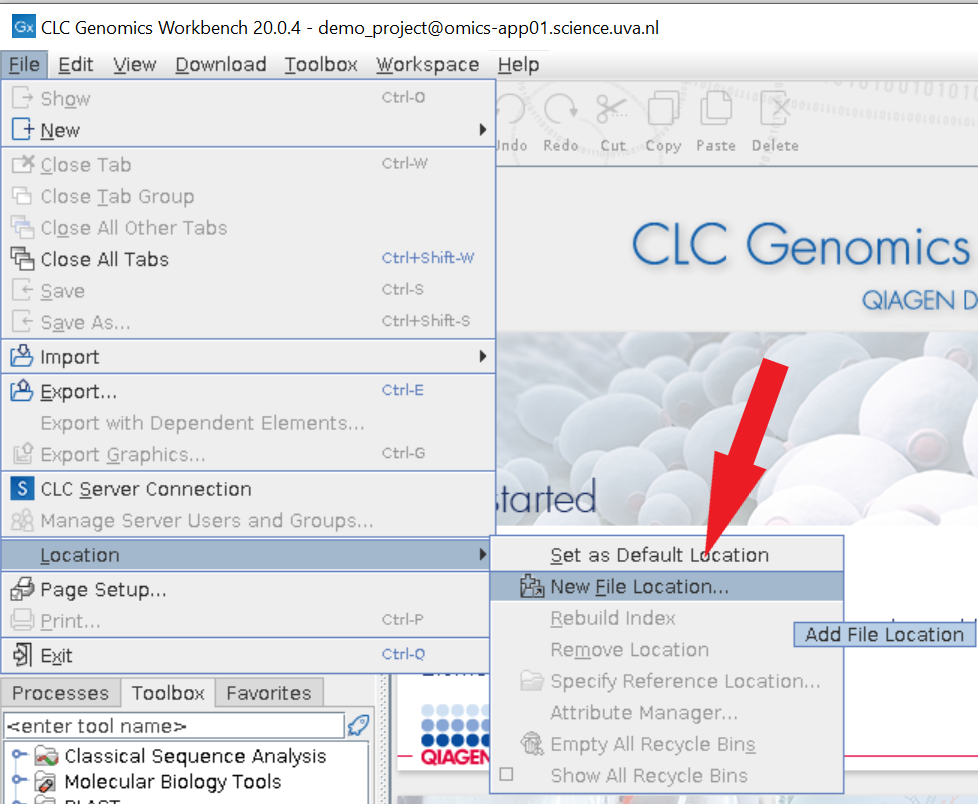 Gx CLC Genomics Workbench 20.0.4 - demo_project@omics-app01.science.uva.nl
File Edit View Download Toolbox Workspace Help
Show Ctrl-O
New
Close Tab Ctrl-W
Close Tab Group
Close All Other Tabs
Close All Tabs Ctrl+Shift-W
Save Ctrl-S
Save As... Ctrl+Shift-S
Import
Export... Ctrl-E
Export with Dependent Elements...
Export Graphics... Ctrl-G
S CLC Server Connection
Manage Server Users and Groups...
Location
Page Setup...
Print... Ctrl-P
Exit Ctrl-Q
Set as Default Location
New File Location...
Rebuild Index
Remove Location
Specify Reference Location...
Attribute Manager...
Empty All Recycle Bins
Show All Recycle Bins
Add File Location
ndo Redo Cut Copy Paste Delete
CLC Genomics
QIAGEN D
started
QIAGEN
Processes Toolbox Favorites
<enter tool name>
Classical Sequence Analysis
Molecular Biology Tools
BLAST